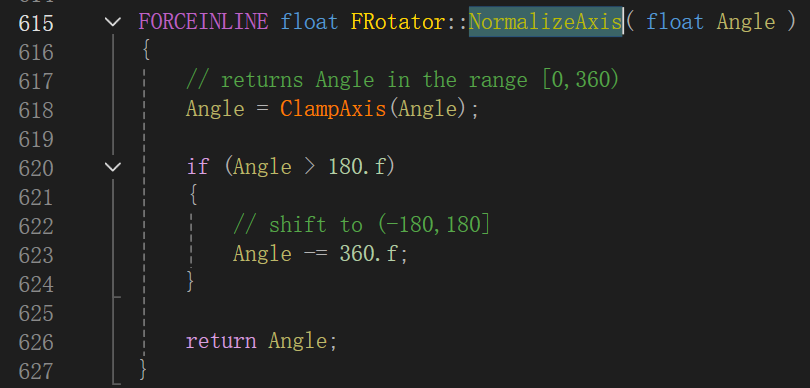 615 FORCEINLINE float FRotator::NormalizeAxis( float Angle )
616 {
617 // returns Angle in the range [0,360)
618 Angle = ClampAxis(Angle);
619
620 if (Angle > 180.f)
621 {
622 // shift to (-180,180]
623 Angle -= 360.f;
624 }
625
626 return Angle;
627 }